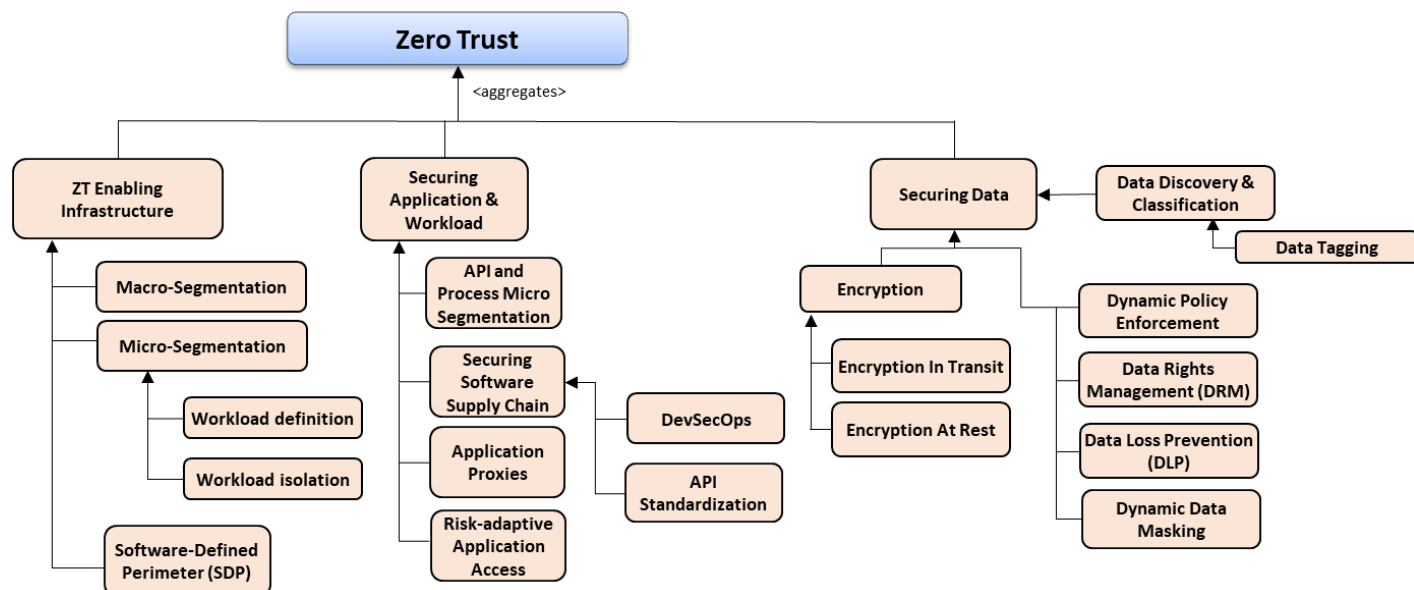 Zero Trust
<aggregates>
ZT Enabling
Infrastructure
Macro-Segmentation
Micro-Segmentation
Workload definition
Workload isolation
Software-Defined
Perimeter (SDP)
Securing
Application &
Workload
API and
Process Micro
Segmentation
Securing
Software
Supply Chain
DevSecOps
API
Standardization
Application
Proxies
Risk-adaptive
Application
Access
Securing Data
Data Discovery &
Classification
Data Tagging
Encryption
Encryption In Transit
Encryption At Rest
Dynamic Policy
Enforcement
Data Rights
Management (DRM)
Data Loss Prevention
(DLP)
Dynamic Data
Masking